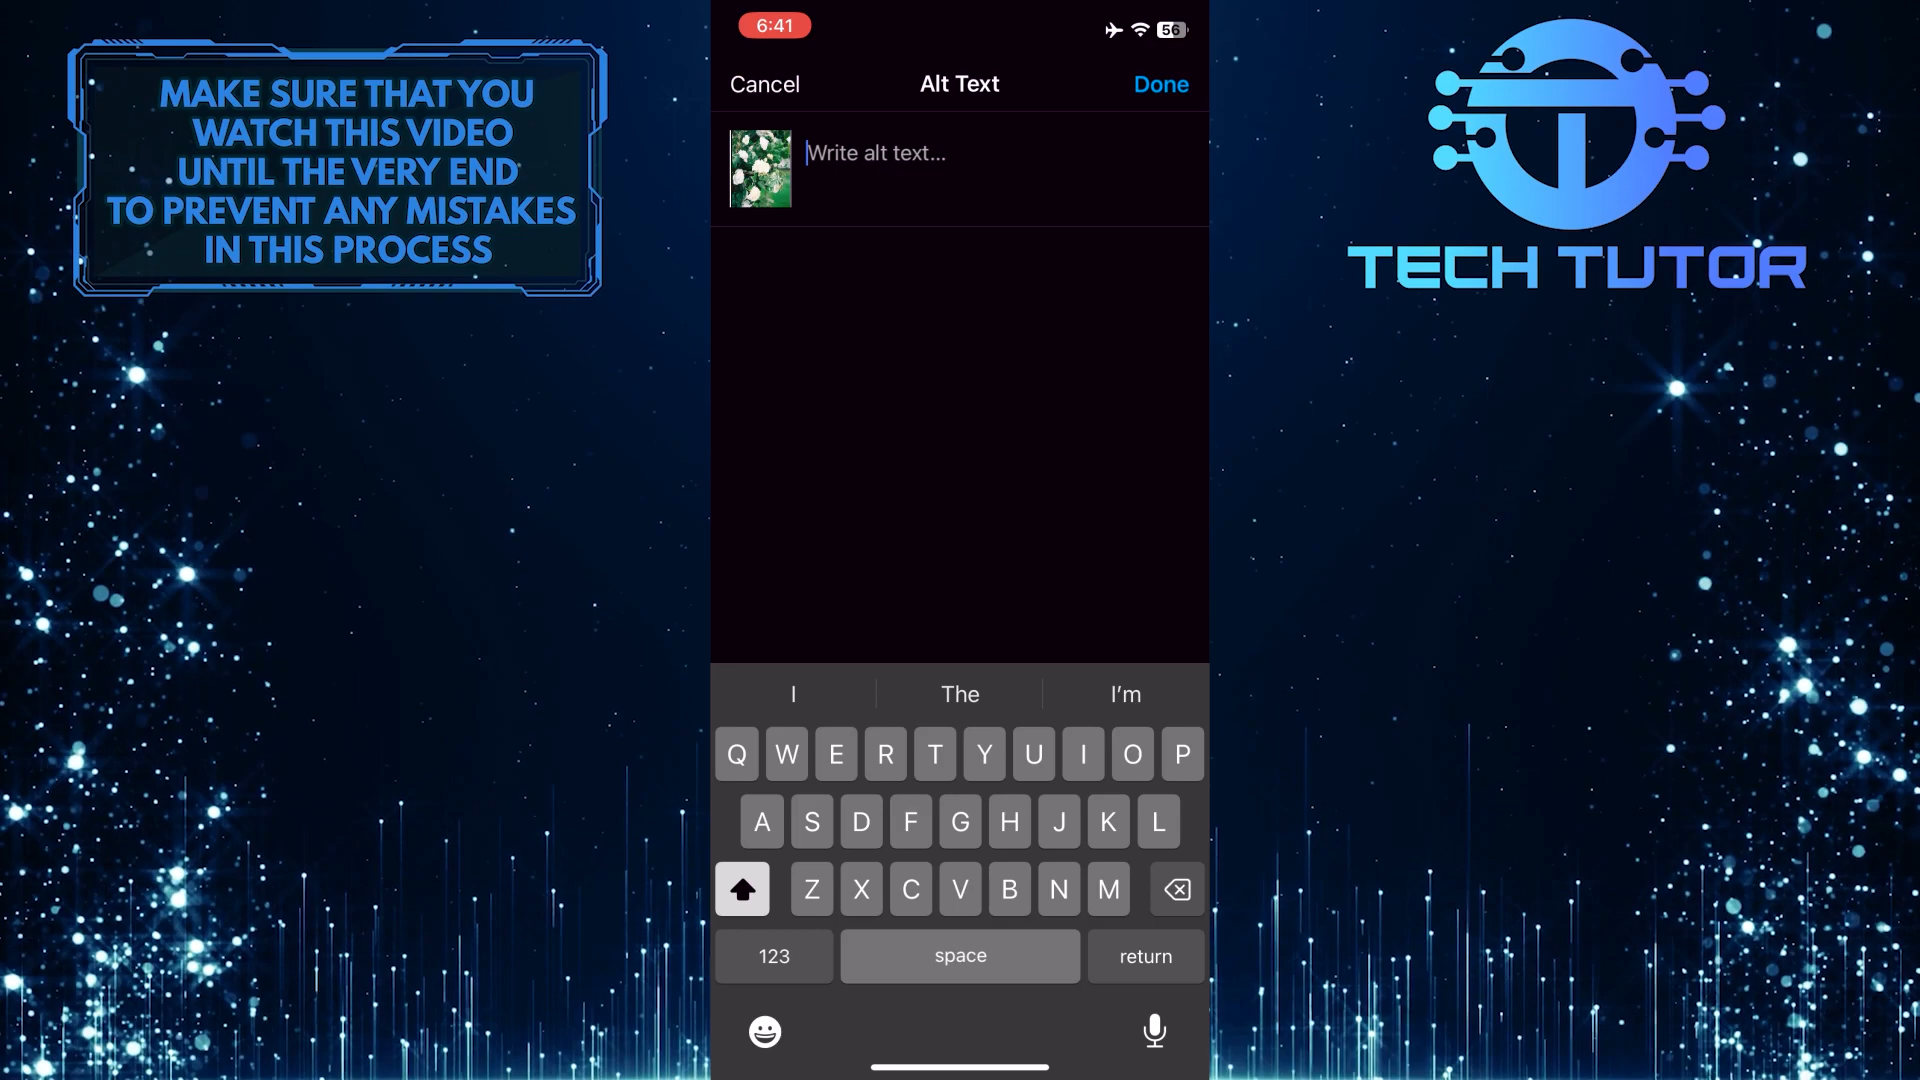 MAKE SURE THAT YOU
WATCH THIS VIDEO
UNTIL THE VERY END
TO PREVENT ANY MISTAKES
IN THIS PROCESS
6:41
56
Cancel
Alt Text
Done
Write alt text...
I
The
I'm
Q W E R T Y U I O P
A S D F G H J K L
Z X C V B N M
123
space
return
TECH TUTOR